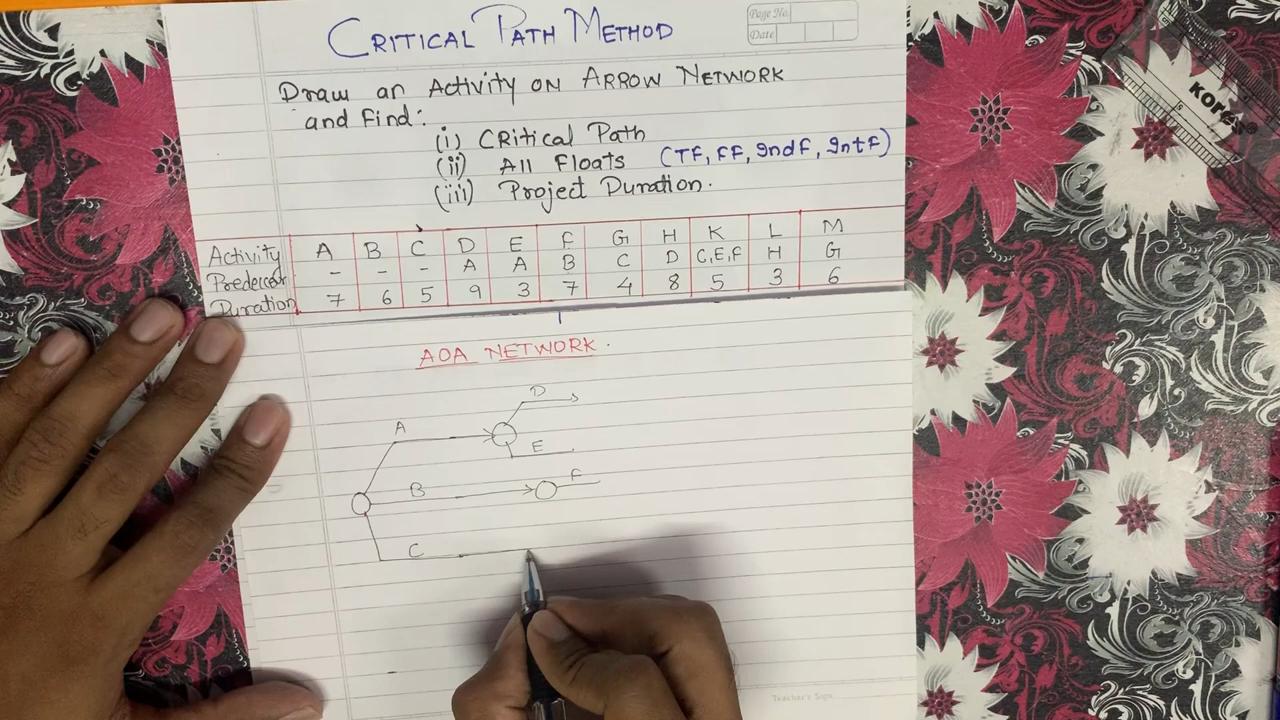 CRITICAL PATH METHOD
Page No.
Date
Draw an Activity on ARROW NETWORK
and Find:
(i) CRitical Path
(ii) All Floats (TF, FF, IndF, IntF)
(iii) Project Duration.
Activity A B C D E F G H K L M
Predecessor - - - A A B C D C,E,F H G
Duration 7 6 5 9 3 7 4 8 5 3 6
AOA NETWORK.
D
A
E
F
B
C
Teacher's Sign
KORES